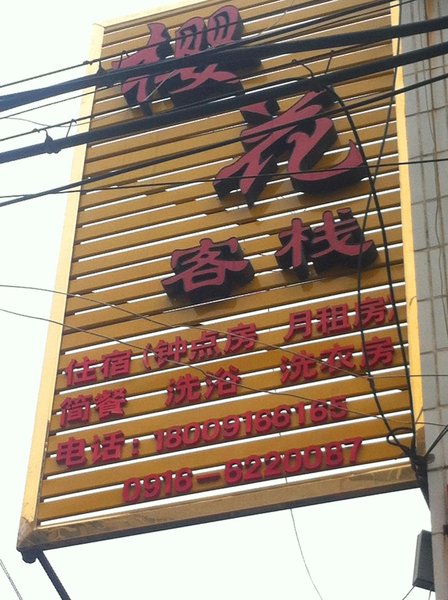 樱花
客栈
住宿(钟点房 月租房)
简餐 洗浴 洗衣房
电话:18009166165
0916-6220087